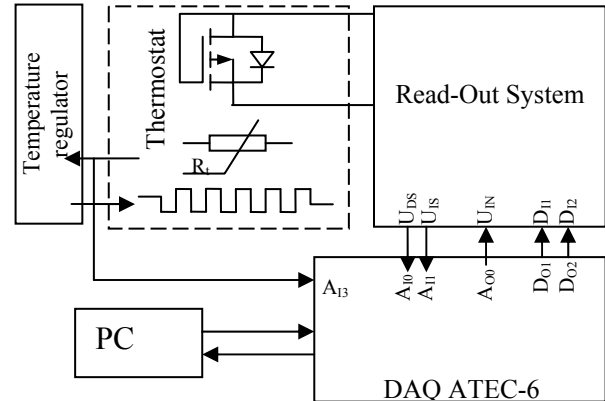 Temperature
regulator
Thermostat
Rt
Read-Out System
UDS
UIS
UIN
DI1
DI2
AI3
AI0
AI1
AO0
DO1
DO2
PC
DAQ ATEC-6